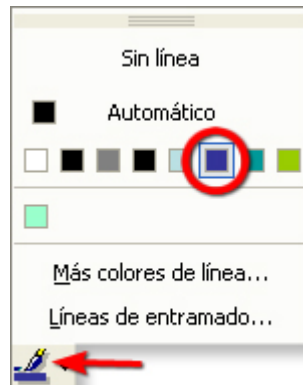 Sin línea
Automático
Más colores de línea...
Líneas de entramado...